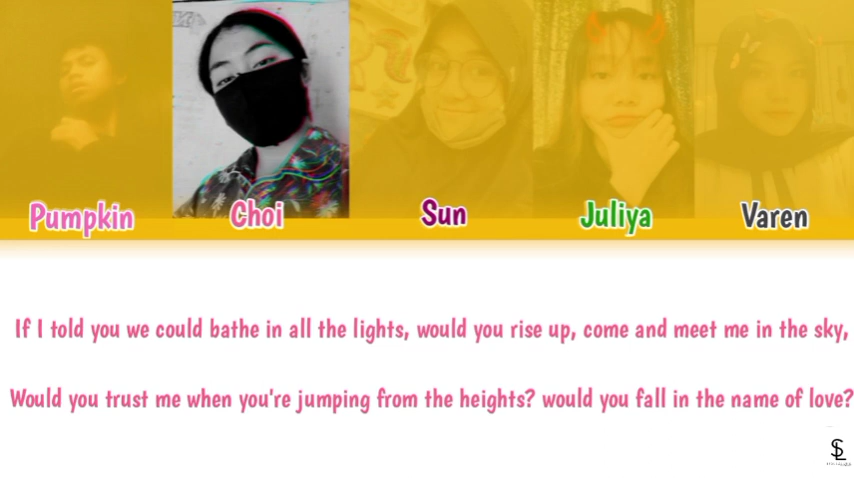 Pumpkin Choi Sun Juliya Varen
If I told you we could bathe in all the lights, would you rise up, come and meet me in the sky,
Would you trust me when you're jumping from the heights? would you fall in the name of love?
SL